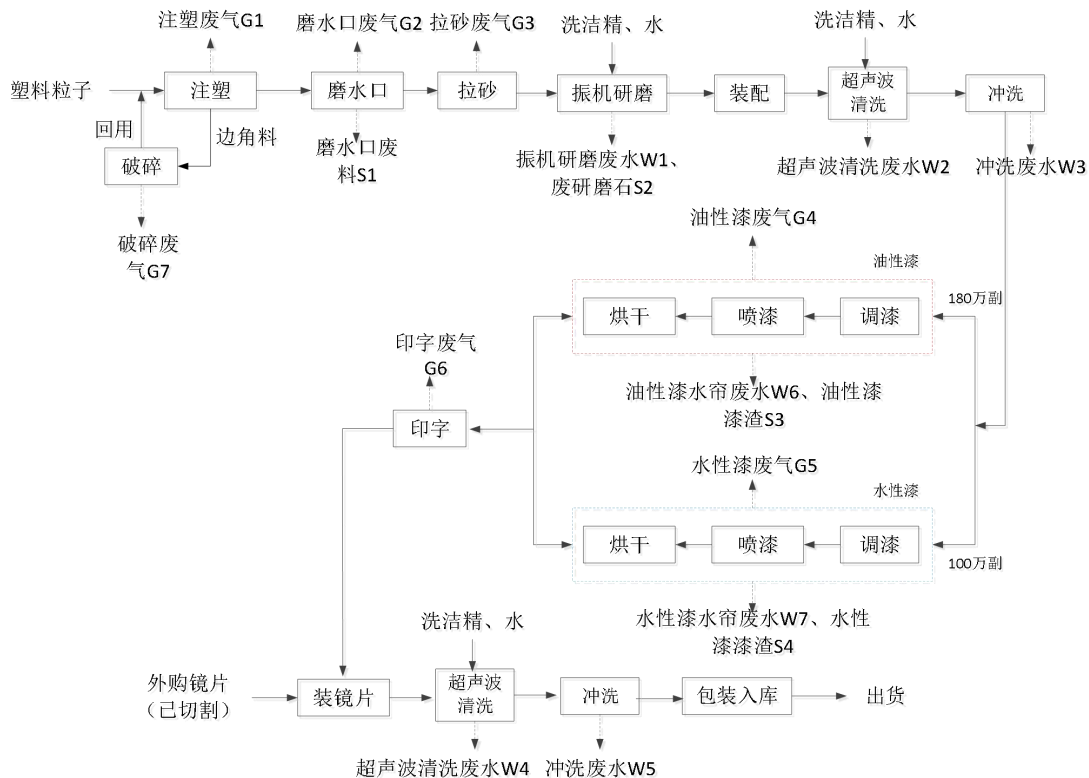 注塑废气G1
磨水口废气G2
拉砂废气G3
洗洁精、水
洗洁精、水
塑料粒子
注塑
磨水口
拉砂
振机研磨
装配
超声波
清洗
冲洗
回用
边角料
破碎
磨水口废
料S1
振机研磨废水W1、
废研磨石S2
超声波清洗废水W2
冲洗废水W3
破碎废
气G7
油性漆废气G4
油性漆
180万副
烘干
喷漆
调漆
印字废气
G6
油性漆水帘废水W6、油性漆
漆渣S3
印字
水性漆废气G5
水性漆
烘干
喷漆
调漆
100万副
水性漆水帘废水W7、水性
漆漆渣S4
洗洁精、水
外购镜片
（已切割）
装镜片
超声波
清洗
冲洗
包装入库
出货
超声波清洗废水W4
冲洗废水W5